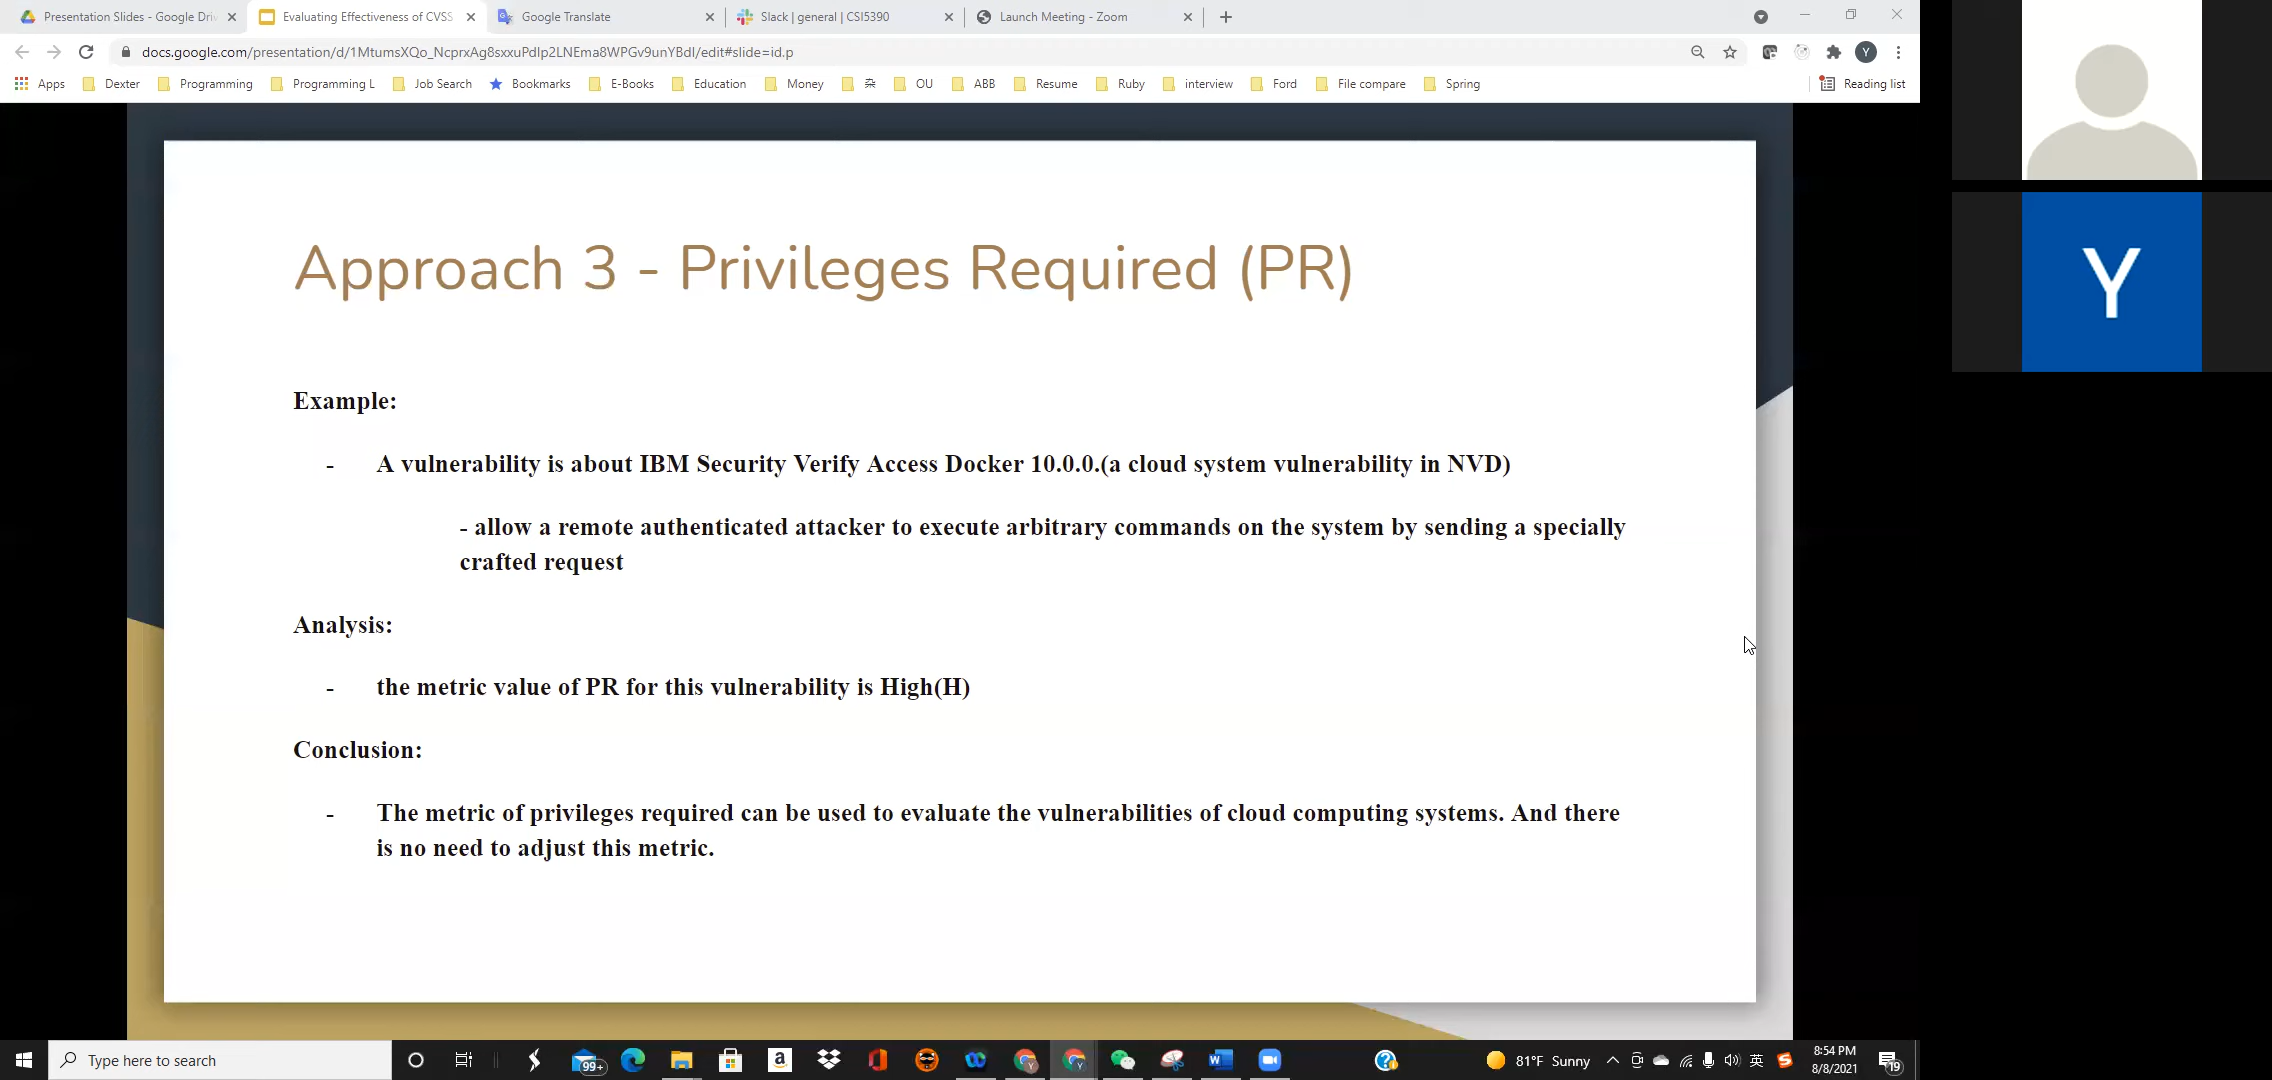 Presentation Slides - Google Driv
Evaluating Effectiveness of CVSS
Google Translate
Slack | general | CSI5390
Launch Meeting - Zoom
docs.google.com/presentation/d/1MtumsXQo_NcprxAg8sxxuPdlp2LNEma8WPGv9unYBdI/edit#slide=id.p
Y
Apps
Dexter
Programming
Programming L
Job Search
Bookmarks
E-Books
Education
Money
杂
OU
ABB
Resume
Ruby
interview
Ford
File compare
Spring
Reading list
Y
Approach 3 - Privileges Required (PR)
Example:
- A vulnerability is about IBM Security Verify Access Docker 10.0.0.(a cloud system vulnerability in NVD)
- allow a remote authenticated attacker to execute arbitrary commands on the system by sending a specially
crafted request
Analysis:
- the metric value of PR for this vulnerability is High(H)
Conclusion:
- The metric of privileges required can be used to evaluate the vulnerabilities of cloud computing systems. And there
is no need to adjust this metric.
Type here to search
99+
81°F Sunny
英
8:54 PM
8/8/2021
19